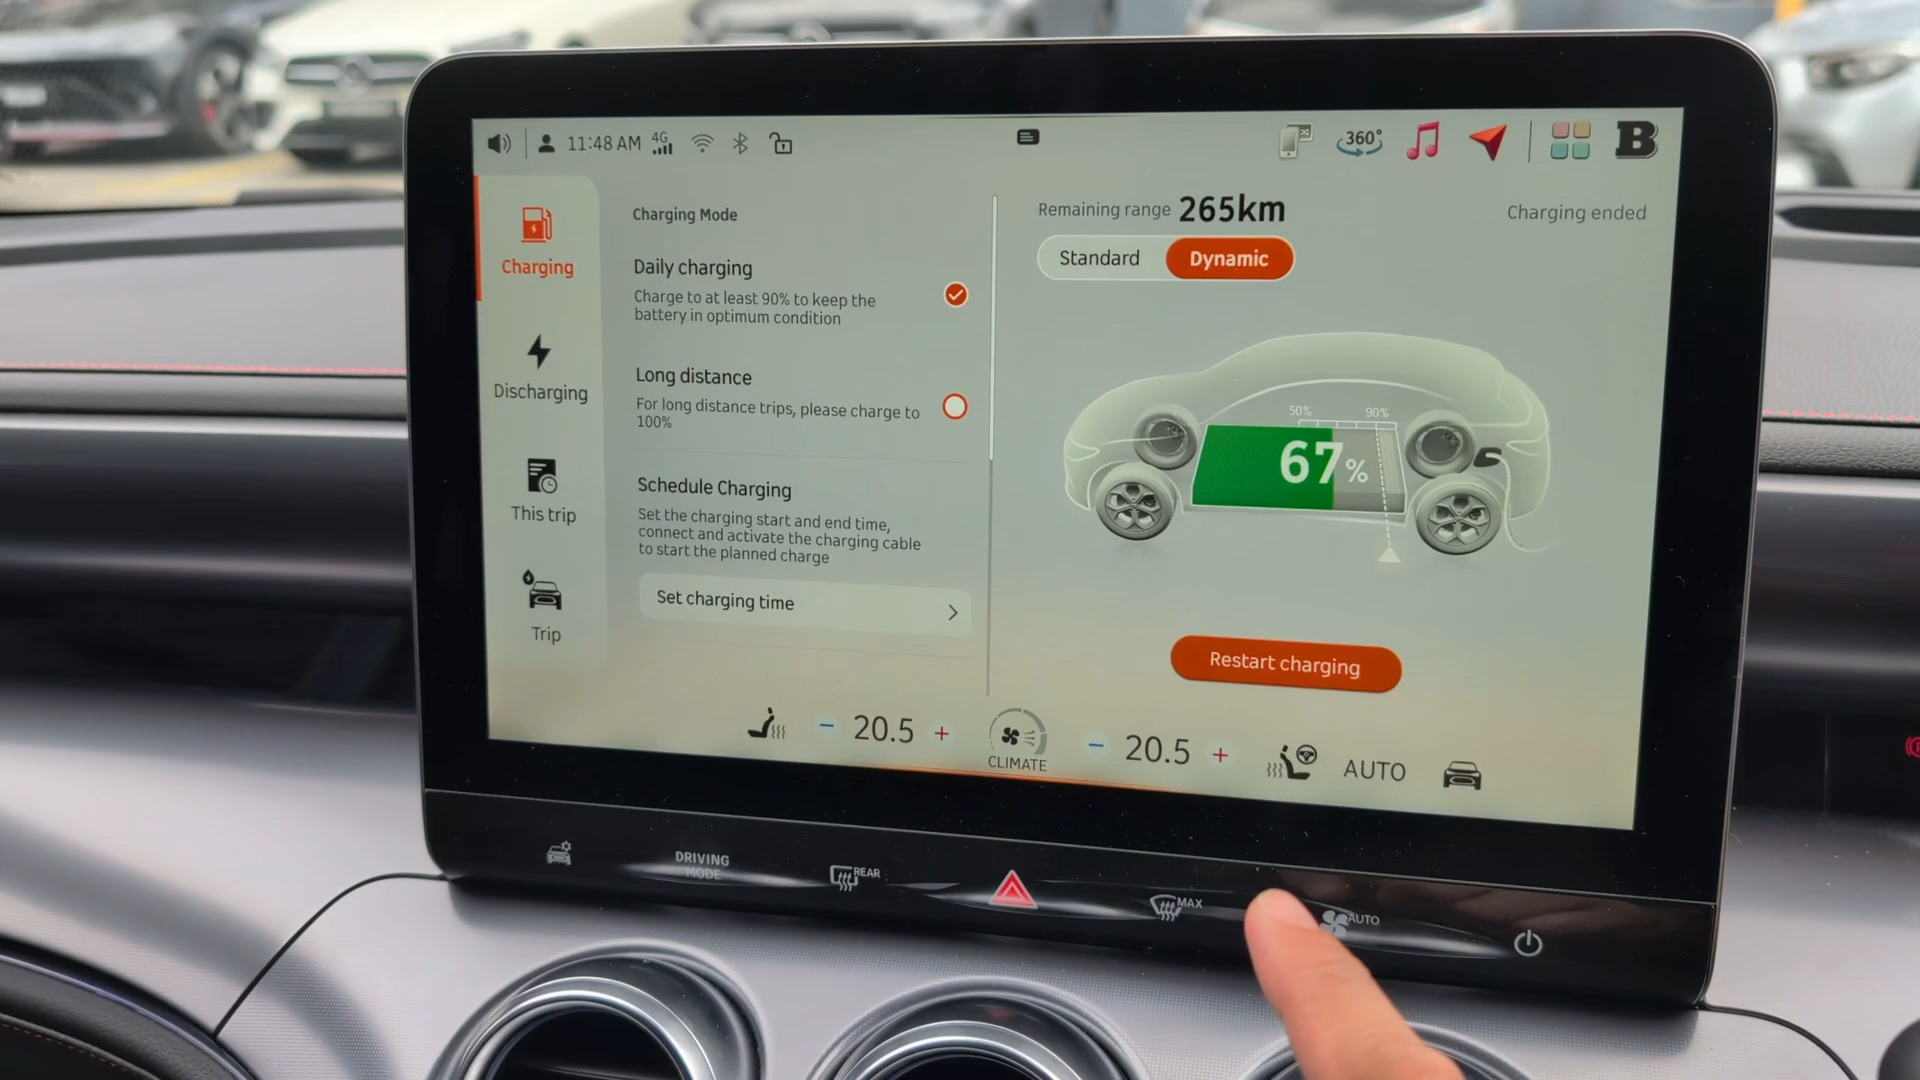 11:48 AM
4G
360°
B
Charging
Discharging
This trip
Trip
Charging Mode
Daily charging
Charge to at least 90% to keep the
battery in optimum condition
Long distance
For long distance trips, please charge to
100%
Schedule Charging
Set the charging start and end time,
connect and activate the charging cable
to start the planned charge
Set charging time
Remaining range 265km
Charging ended
Standard
Dynamic
50%
90%
67%
Restart charging
- 20.5 +
CLIMATE
- 20.5 +
AUTO
DRIVING
MODE
REAR
MAX
AUTO